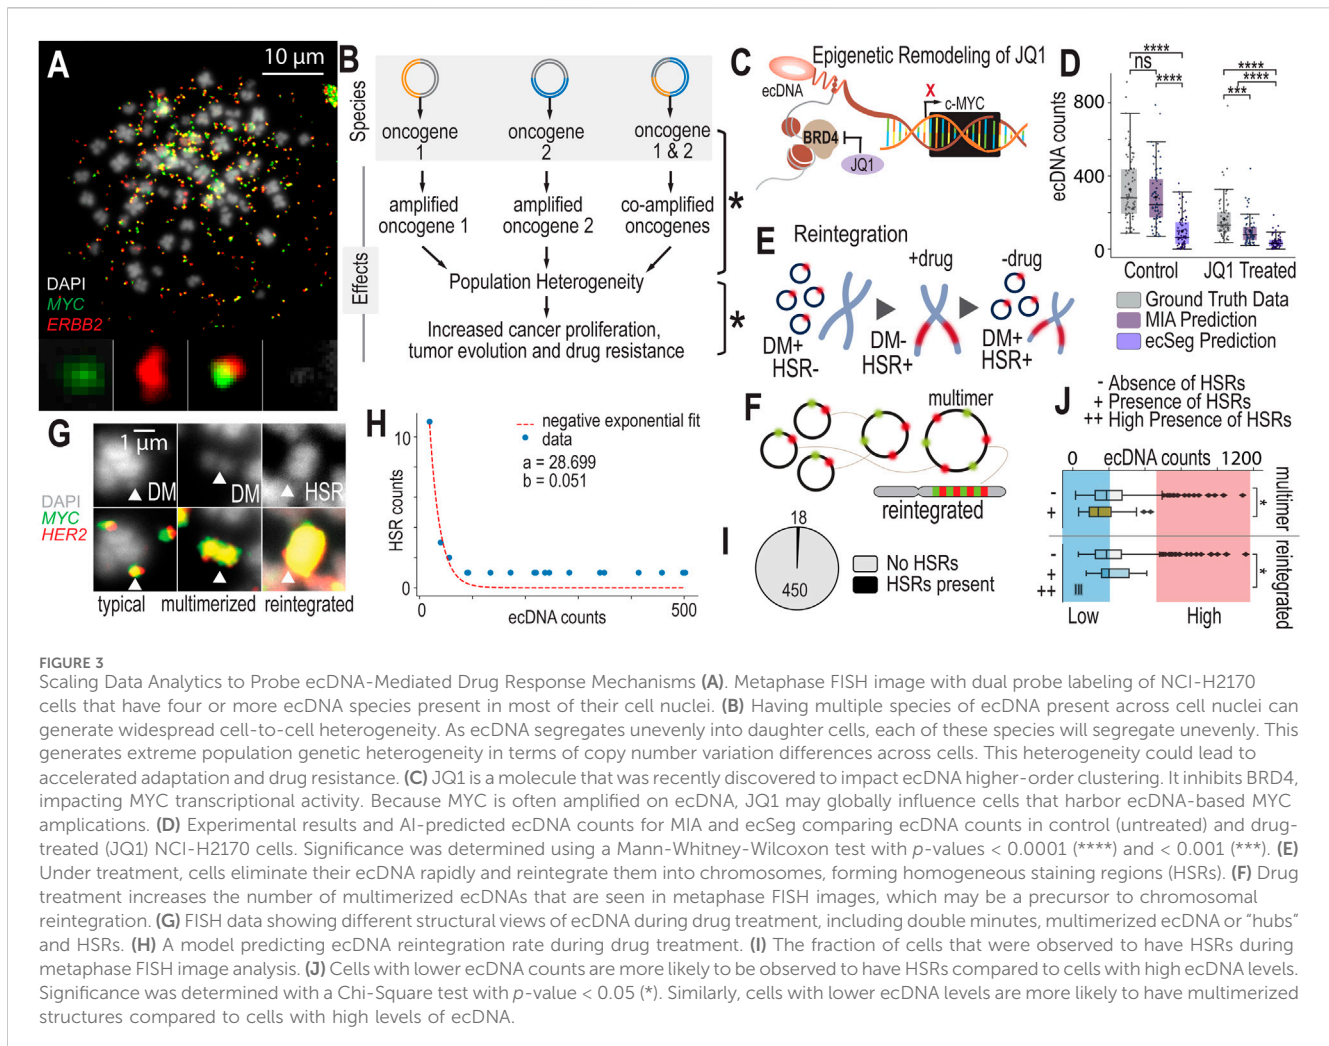 A
10 µm
DAPI
MYC
ERBB2
B
Species
Effects
oncogene
1
oncogene
2
oncogene
1 & 2
amplified
oncogene 1
amplified
oncogene 2
co-amplified
oncogenes
Population Heterogeneity
Increased cancer proliferation,
tumor evolution and drug resistance
*
*
C
Epigenetic Remodeling of JQ1
ecDNA
X
c-MYC
BRD4
JQ1
D
ecDNA counts
800
400
0
****
ns
****
****
****
***
Control
JQ1 Treated
Ground Truth Data
MIA Prediction
ecSeg Prediction
E
Reintegration
+drug
-drug
DM+
HSR-
DM-
HSR+
DM+
HSR+
F
multimer
reintegrated
G
1 µm
DM
DM
HSR
DAPI
MYC
HER2
typical
multimerized
reintegrated
H
HSR counts
10
0
negative exponential fit
data
a = 28.699
b = 0.051
0
500
ecDNA counts
I
18
450
No HSRs
HSRs present
- Absence of HSRs
+ Presence of HSRs
++ High Presence of HSRs
J
ecDNA counts
0
1200
-
+
*
multimer
-
+
++
*
reintegrated
Low
High
FIGURE 3
Scaling Data Analytics to Probe ecDNA-Mediated Drug Response Mechanisms (A). Metaphase FISH image with dual probe labeling of NCI-H2170
cells that have four or more ecDNA species present in most of their cell nuclei. (B) Having multiple species of ecDNA present across cell nuclei can
generate widespread cell-to-cell heterogeneity. As ecDNA segregates unevenly into daughter cells, each of these species will segregate unevenly. This
generates extreme population genetic heterogeneity in terms of copy number variation differences across cells. This heterogeneity could lead to
accelerated adaptation and drug resistance. (C) JQ1 is a molecule that was recently discovered to impact ecDNA higher-order clustering. It inhibits BRD4,
impacting MYC transcriptional activity. Because MYC is often amplified on ecDNA, JQ1 may globally influence cells that harbor ecDNA-based MYC
amplications. (D) Experimental results and AI-predicted ecDNA counts for MIA and ecSeg comparing ecDNA counts in control (untreated) and drug-
treated (JQ1) NCI-H2170 cells. Significance was determined using a Mann-Whitney-Wilcoxon test with p-values < 0.0001 (****) and < 0.001 (***). (E)
Under treatment, cells eliminate their ecDNA rapidly and reintegrate them into chromosomes, forming homogeneous staining regions (HSRs). (F) Drug
treatment increases the number of multimerized ecDNAs that are seen in metaphase FISH images, which may be a precursor to chromosomal
reintegration. (G) FISH data showing different structural views of ecDNA during drug treatment, including double minutes, multimerized ecDNA or “hubs”
and HSRs. (H) A model predicting ecDNA reintegration rate during drug treatment. (I) The fraction of cells that were observed to have HSRs during
metaphase FISH image analysis. (J) Cells with lower ecDNA counts are more likely to be observed to have HSRs compared to cells with high ecDNA levels.
Significance was determined with a Chi-Square test with p-value < 0.05 (*). Similarly, cells with lower ecDNA levels are more likely to have multimerized
structures compared to cells with high levels of ecDNA.